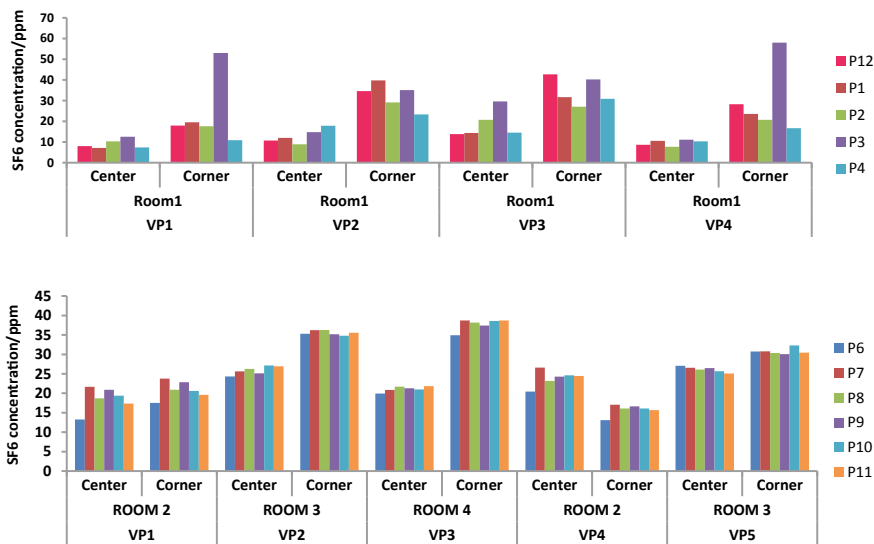 SF6 concentration/ppm
70
60
50
40
30
20
10
0
Center Corner Center Corner Center Corner Center Corner
Room1 Room1 Room1 Room1
VP1 VP2 VP3 VP4
P12
P1
P2
P3
P4
SF6 concentration/ppm
45
40
35
30
25
20
15
10
5
0
Center Corner Center Corner Center Corner Center Corner Center Corner
ROOM 2 ROOM 3 ROOM 4 ROOM 2 ROOM 3
VP1 VP2 VP3 VP4 VP5
P6
P7
P8
P9
P10
P11